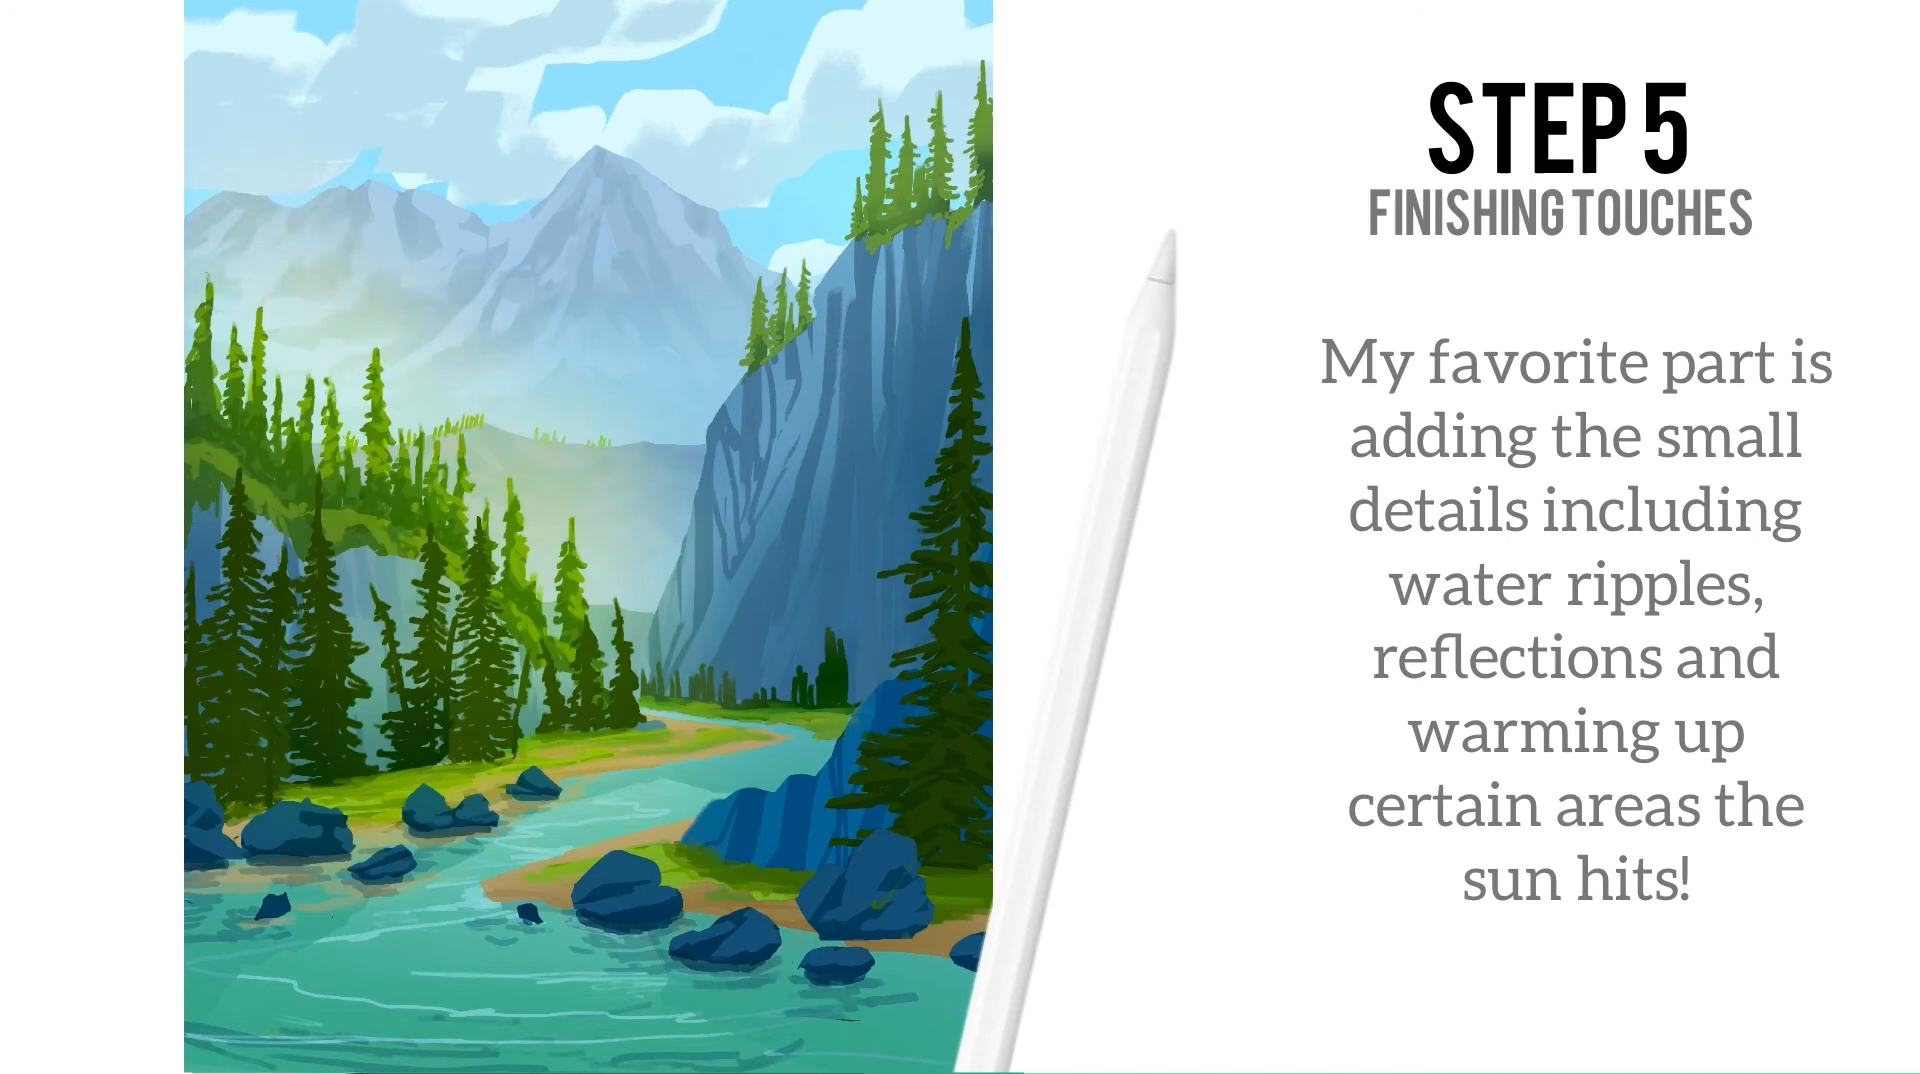 STEP 5
FINISHING TOUCHES
My favorite part is
adding the small
details including
water ripples,
reflections and
warming up
certain areas the
sun hits!